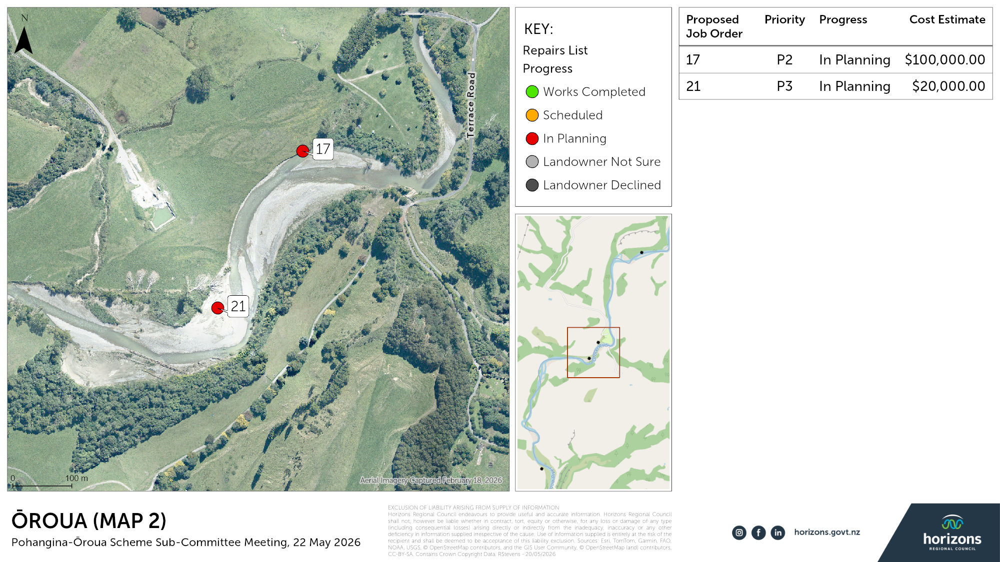 N
Terrace Road
17
21
0 100 m
Aerial Imagery Captured February 18, 2026
KEY:
Repairs List
Progress
Works Completed
Scheduled
In Planning
Landowner Not Sure
Landowner Declined
Proposed Job Order Priority Progress Cost Estimate
17 P2 In Planning $100,000.00
21 P3 In Planning $20,000.00
ŌROUA (MAP 2)
Pohangina-Ōroua Scheme Sub-Committee Meeting, 22 May 2026
EXCLUSION OF LIABILITY ARISING FROM SUPPLY OF INFORMATION
Horizons Regional Council endeavours to provide useful and accurate information. Horizons Regional Council
shall not, however be liable whether in contract, tort, equity or otherwise, for any loss or damage of any type
(including consequential losses) arising directly or indirectly from the inadequacy, inaccuracy or any other
deficiency in information supplied irrespective of the cause. Use of information supplied is entirely at the risk of the
recipient and shall be deemed to be acceptance of this liability exclusion. Sources: Esri, TomTom, Garmin, FAO,
NOAA, USGS, © OpenStreetMap contributors, and the GIS User Community, © OpenStreetMap (and) contributors,
CC-BY-SA. Contains Crown Copyright Data. RStevens - 20/05/2026
horizons.govt.nz
horizons
REGIONAL COUNCIL